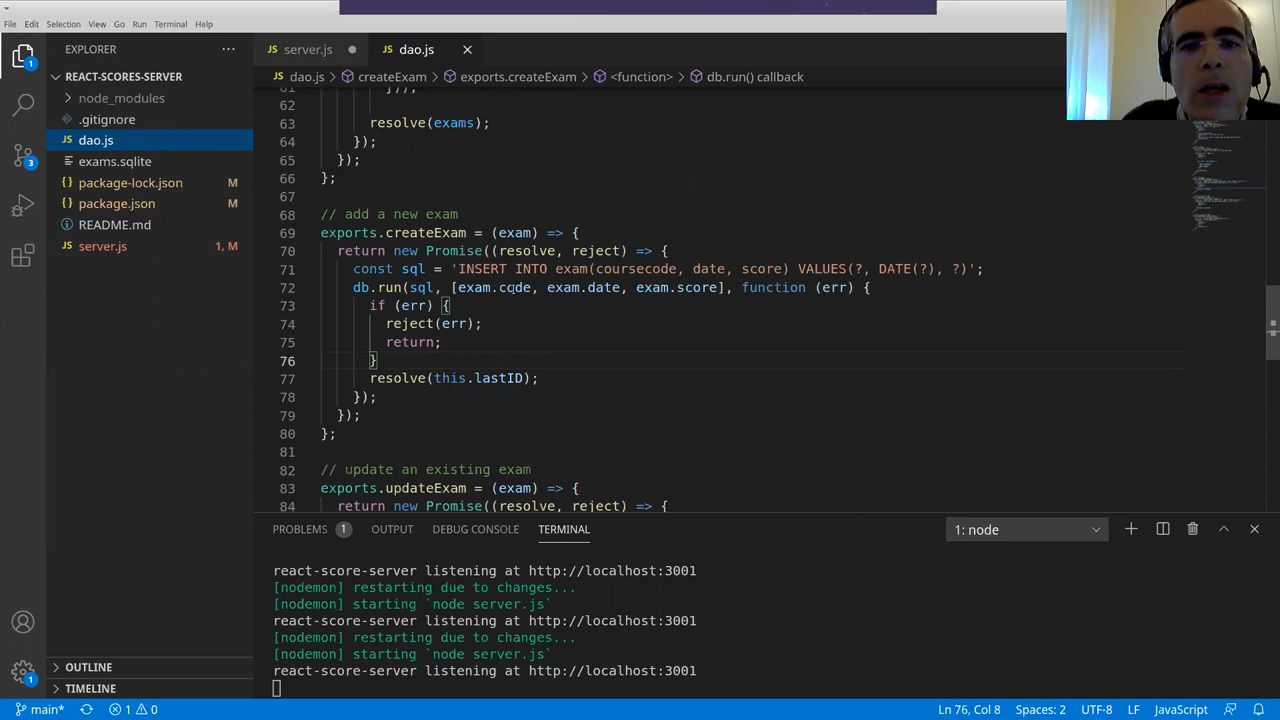 File Edit Selection View Go Run Terminal Help
EXPLORER ···
REACT-SCORES-SERVER
node_modules
.gitignore
JS dao.js
exams.sqlite
{} package-lock.json M
{} package.json M
README.md
JS server.js 1, M
OUTLINE
TIMELINE
JS server.js
JS dao.js
JS dao.js > createExam > exports.createExam > <function> > db.run() callback
61 });
62
63 resolve(exams);
64 });
65 });
66 };
67
68 // add a new exam
69 exports.createExam = (exam) => {
70 return new Promise((resolve, reject) => {
71 const sql = 'INSERT INTO exam(coursecode, date, score) VALUES(?, DATE(?), ?)';
72 db.run(sql, [exam.code, exam.date, exam.score], function (err) {
73 if (err) {
74 reject(err);
75 return;
76 }
77 resolve(this.lastID);
78 });
79 });
80 };
81
82 // update an existing exam
83 exports.updateExam = (exam) => {
84 return new Promise((resolve, reject) => {
PROBLEMS 1 OUTPUT DEBUG CONSOLE TERMINAL 1: node
react-score-server listening at http://localhost:3001
[nodemon] restarting due to changes...
[nodemon] starting `node server.js`
react-score-server listening at http://localhost:3001
[nodemon] restarting due to changes...
[nodemon] starting `node server.js`
react-score-server listening at http://localhost:3001
1
3
1
main* 1 0 Ln 76, Col 8 Spaces: 2 UTF-8 LF JavaScript